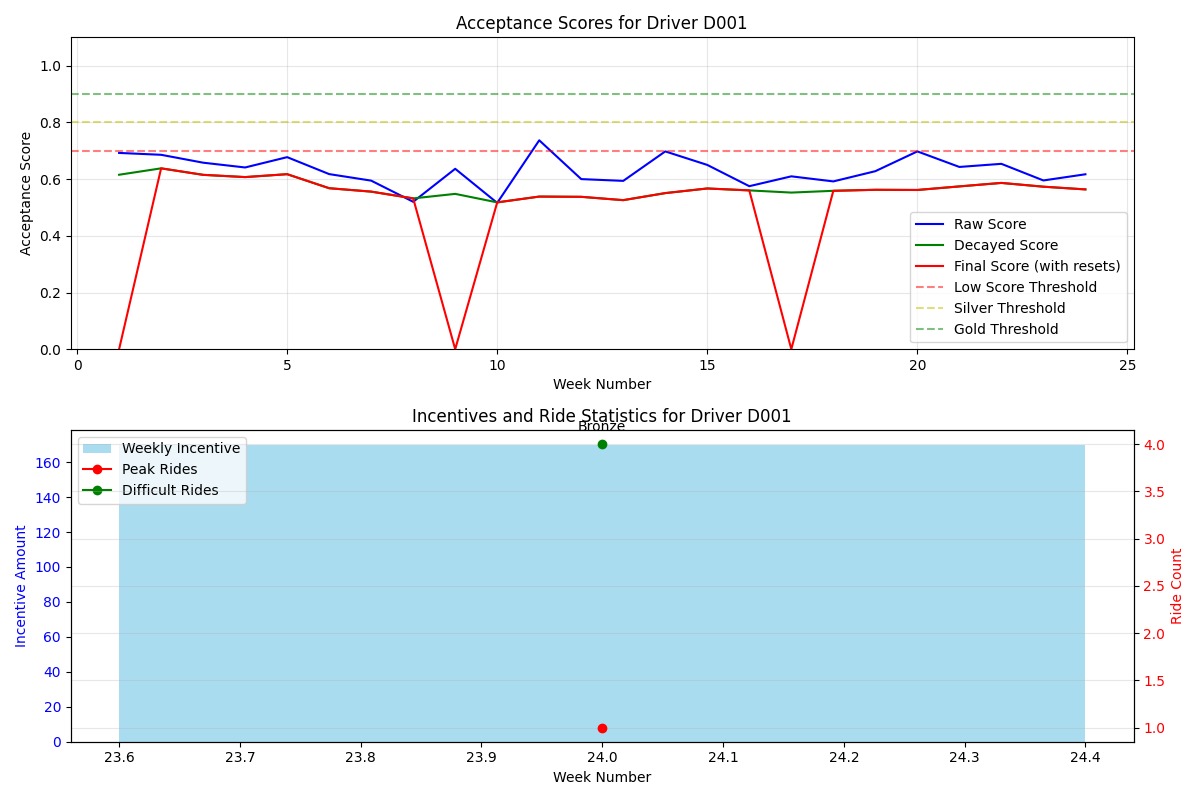 Acceptance Scores for Driver D001
Acceptance Score
1.0
0.8
0.6
0.4
0.2
0.0
Raw Score
Decayed Score
Final Score (with resets)
Low Score Threshold
Silver Threshold
Gold Threshold
0 5 10 15 20 25
Week Number
Incentives and Ride Statistics for Driver D001
Bronze
Weekly Incentive
Peak Rides
Difficult Rides
Incentive Amount
160
140
120
100
80
60
40
20
0
4.0
3.5
3.0
2.5
2.0
1.5
1.0
Ride Count
23.6 23.7 23.8 23.9 24.0 24.1 24.2 24.3 24.4
Week Number